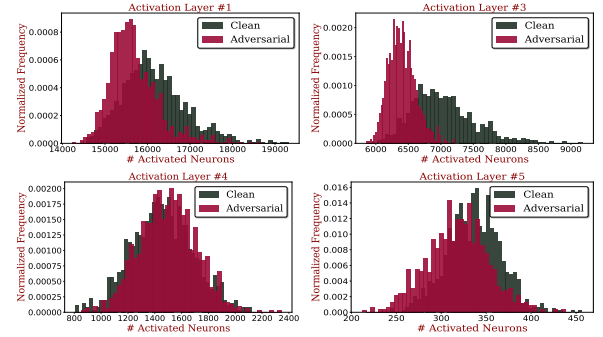 Activation Layer #1
Normalized Frequency
0.0008
0.0006
0.0004
0.0002
0.0000
Clean
Adversarial
14000 15000 16000 17000 18000 19000
# Activated Neurons
Activation Layer #3
Normalized Frequency
0.0020
0.0015
0.0010
0.0005
0.0000
Clean
Adversarial
6000 6500 7000 7500 8000 8500 9000
# Activated Neurons
Activation Layer #4
Normalized Frequency
0.00200
0.00175
0.00150
0.00125
0.00100
0.00075
0.00050
0.00025
0.00000
Clean
Adversarial
800 1000 1200 1400 1600 1800 2000 2200 2400
# Activated Neurons
Activation Layer #5
Normalized Frequency
0.016
0.014
0.012
0.010
0.008
0.006
0.004
0.002
0.000
Clean
Adversarial
200 250 300 350 400 450
# Activated Neurons